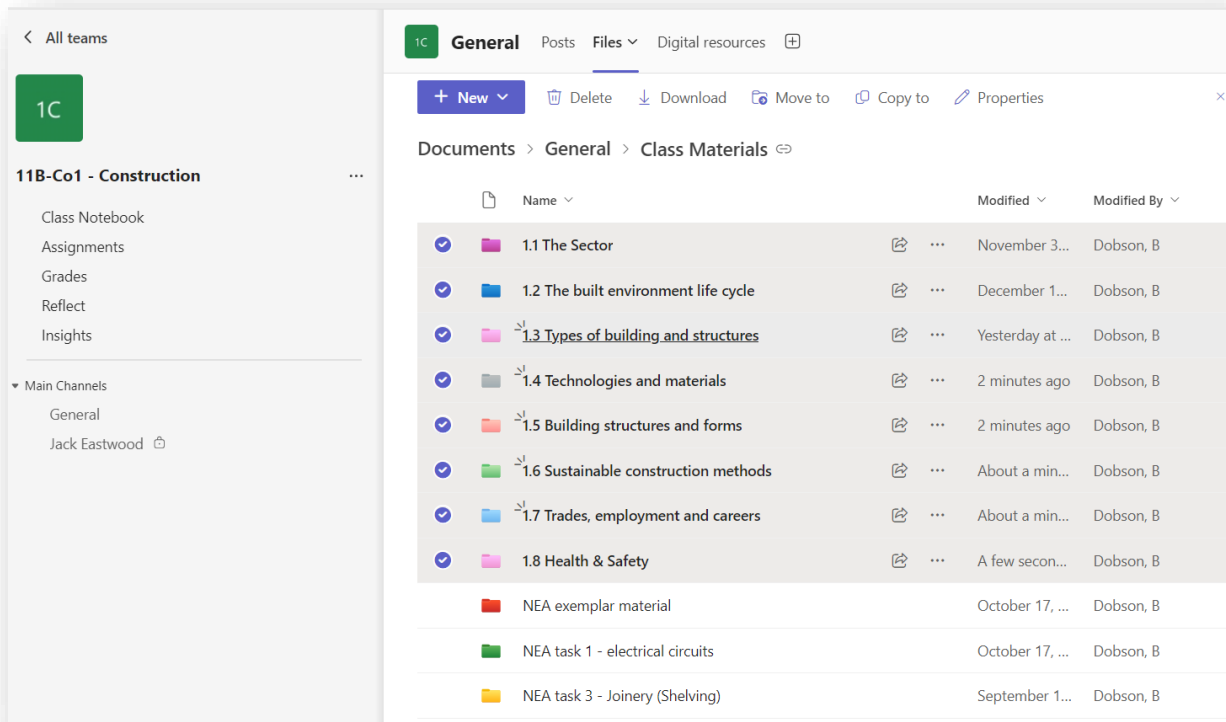 All teams
1C
11B-Co1 - Construction
Class Notebook
Assignments
Grades
Reflect
Insights
Main Channels
General
Jack Eastwood
1C General Posts Files Digital resources
+ New Delete Download Move to Copy to Properties
Documents > General > Class Materials
Name Modified Modified By
1.1 The Sector November 3... Dobson, B
1.2 The built environment life cycle December 1... Dobson, B
1.3 Types of building and structures Yesterday at ... Dobson, B
1.4 Technologies and materials 2 minutes ago Dobson, B
1.5 Building structures and forms 2 minutes ago Dobson, B
1.6 Sustainable construction methods About a min... Dobson, B
1.7 Trades, employment and careers About a min... Dobson, B
1.8 Health & Safety A few secon... Dobson, B
NEA exemplar material October 17, ... Dobson, B
NEA task 1 - electrical circuits October 17, ... Dobson, B
NEA task 3 - Joinery (Shelving) September 1... Dobson, B